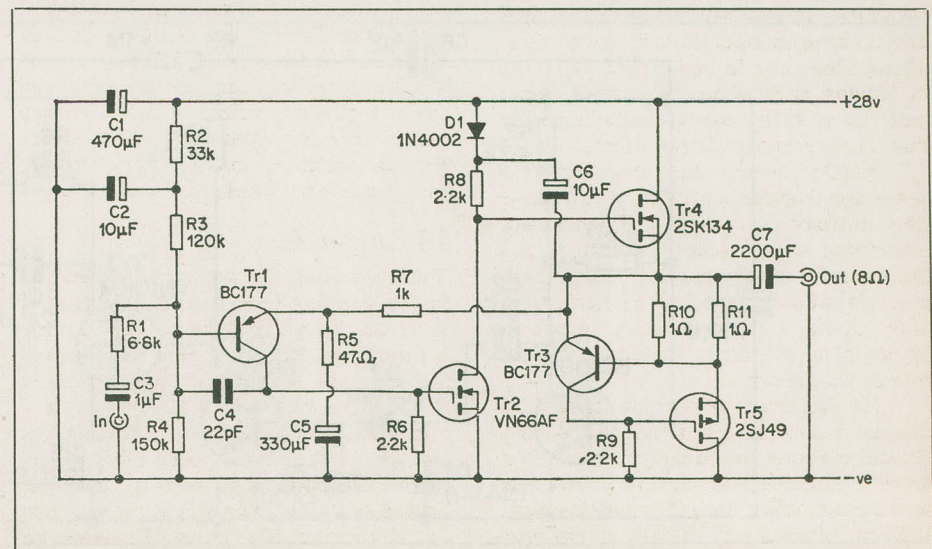 +28v
C1
470µF
R2
33k
D1
1N4002
C2
10µF
R8
2·2k
C6
10µF
R3
120k
Tr4
2SK134
C7
2200µF
Out (8Ω)
Tr1
BC177
R7
1k
R1
6·8k
R5
47Ω
R10
1Ω
R11
1Ω
Tr3
BC177
C3
1µF
In
R4
150k
C4
22pF
C5
330µF
R6
2·2k
Tr2
VN66AF
R9
2·2k
Tr5
2SJ49
-ve